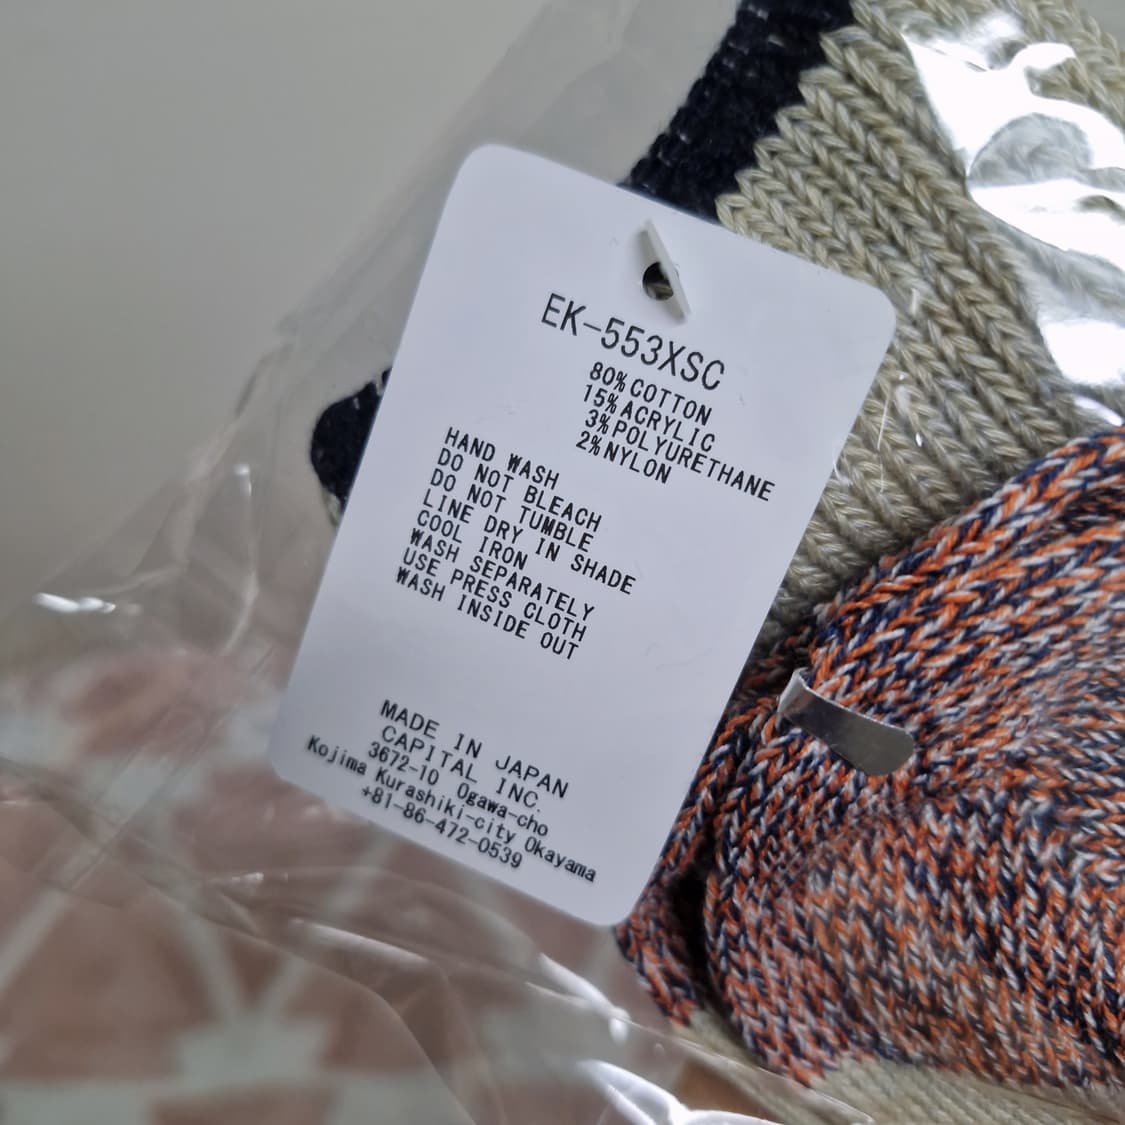 EK-553XSC
80%COTTON
15%ACRYLIC
3%POLYURETHANE
2%NYLON
HAND WASH
DO NOT BLEACH
DO NOT TUMBLE
LINE DRY IN SHADE
COOL IRON
WASH SEPARATELY
USE PRESS CLOTH
WASH INSIDE OUT
MADE IN JAPAN
CAPITAL INC.
3672-10 Ogawa-cho
Kojima Kurashiki-city Okayama
+81-86-472-0539